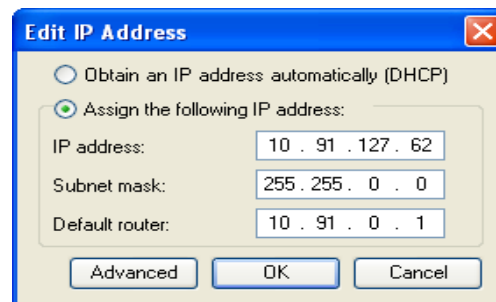 Edit IP Address
Obtain an IP address automatically (DHCP)
Assign the following IP address:
IP address: 10 . 91 . 127 . 62
Subnet mask: 255 . 255 . 0 . 0
Default router: 10 . 91 . 0 . 1
Advanced OK Cancel